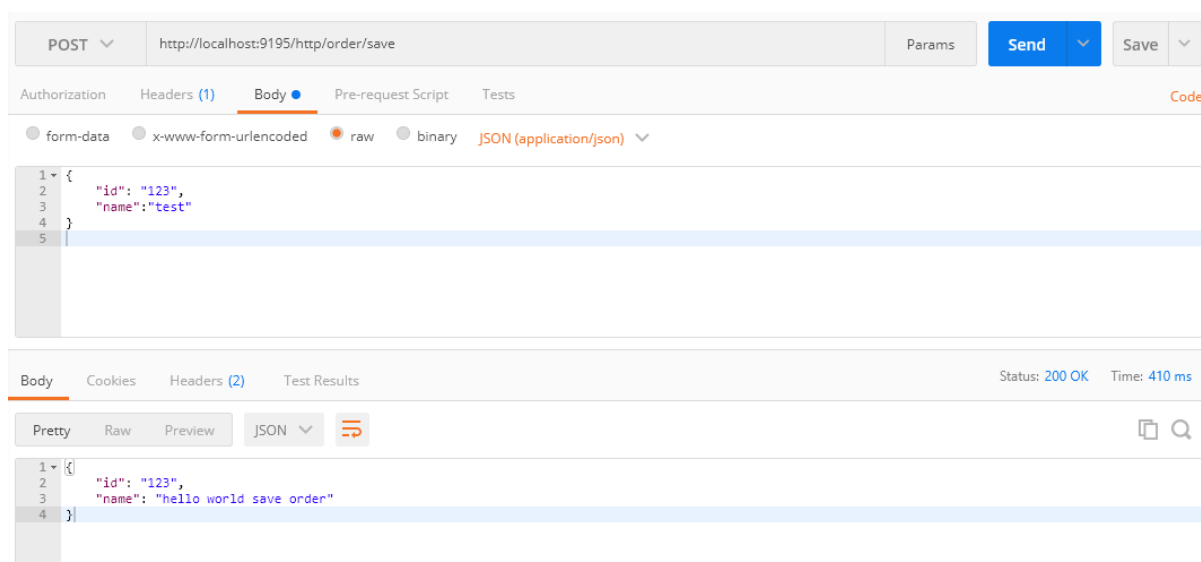 POST http://localhost:9195/http/order/save Params Send Save
Authorization Headers (1) Body Pre-request Script Tests Code
form-data x-www-form-urlencoded raw binary JSON (application/json)
1 {
2 "id": "123",
3 "name":"test"
4 }
5
Body Cookies Headers (2) Test Results Status: 200 OK Time: 410 ms
Pretty Raw Preview JSON
1 {
2 "id": "123",
3 "name": "hello world save order"
4 }